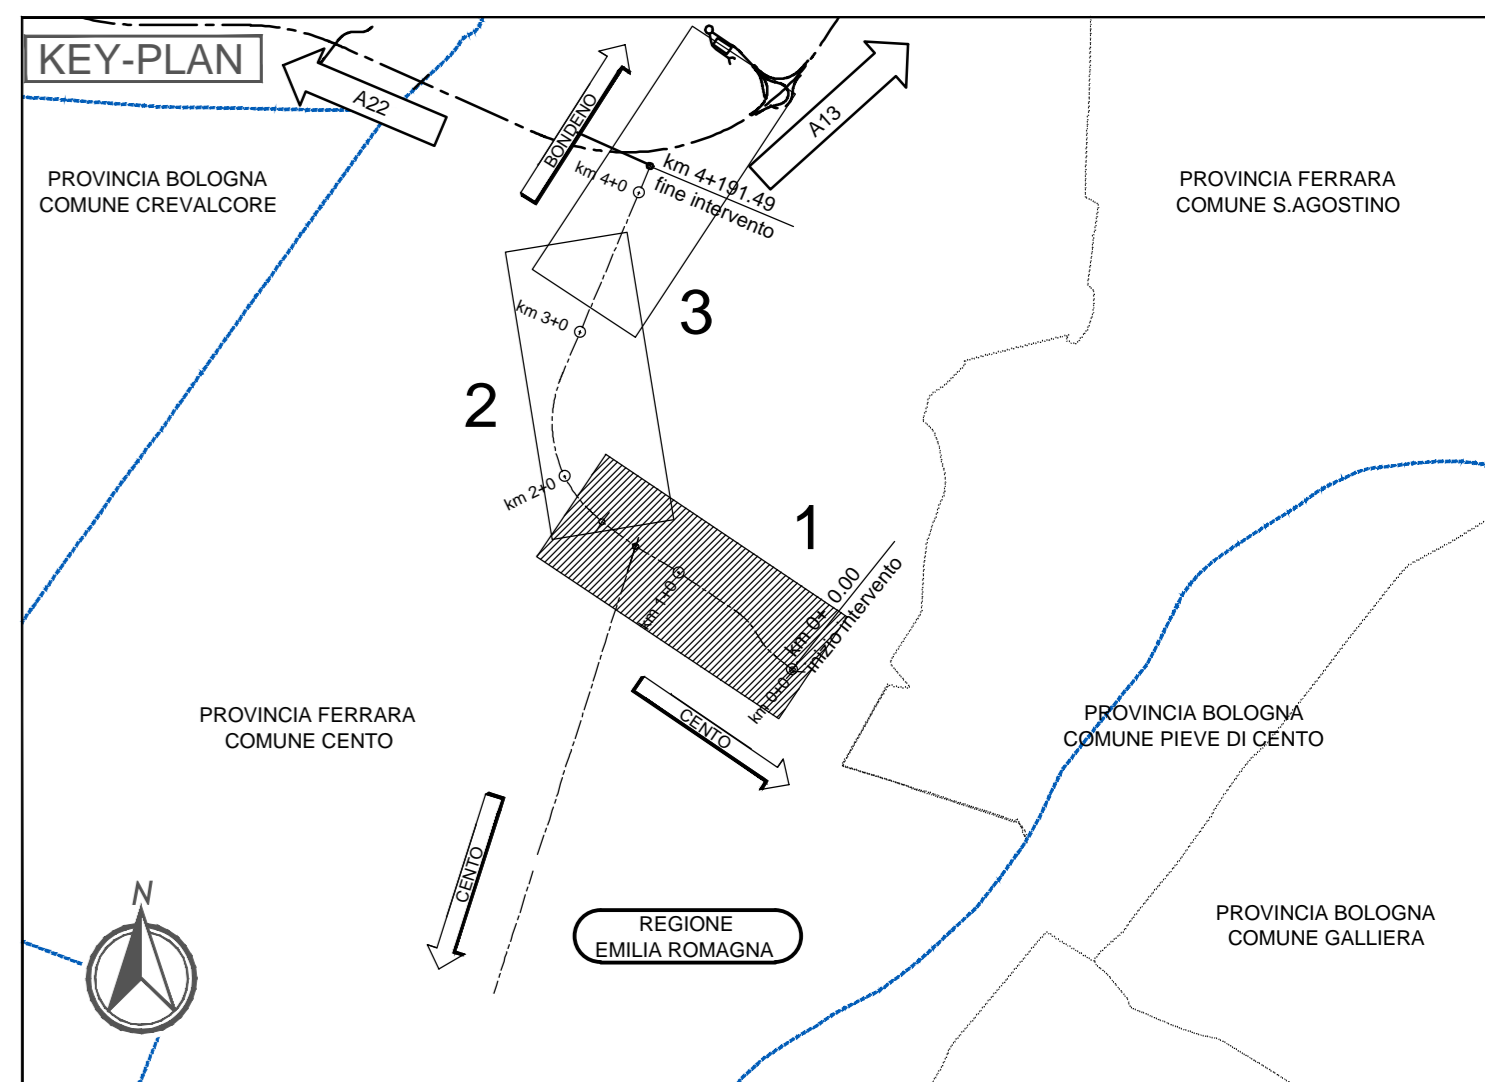 KEY-PLAN
A22
BONDENO
A13
km 4+0
km 4+191.49
fine intervento
PROVINCIA BOLOGNA
COMUNE CREVALCORE
PROVINCIA FERRARA
COMUNE S.AGOSTINO
3
km 3+0
2
km 2+0
1
km 1+0
km 0+ 0.00
inizio intervento
km 0+0
CENTO
PROVINCIA FERRARA
COMUNE CENTO
PROVINCIA BOLOGNA
COMUNE PIEVE DI CENTO
CENTO
N
REGIONE
EMILIA ROMAGNA
PROVINCIA BOLOGNA
COMUNE GALLIERA